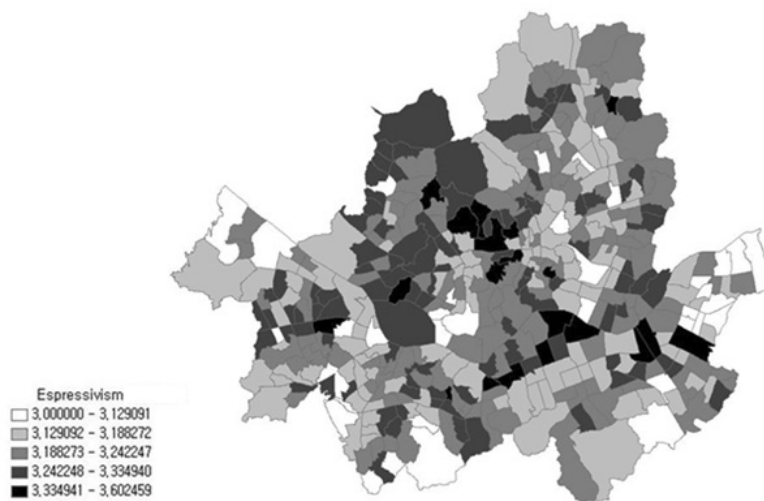 Espressivism
3,000000 - 3,129091
3,129092 - 3,188272
3,188273 - 3,242247
3,242248 - 3,334940
3,334941 - 3,602459